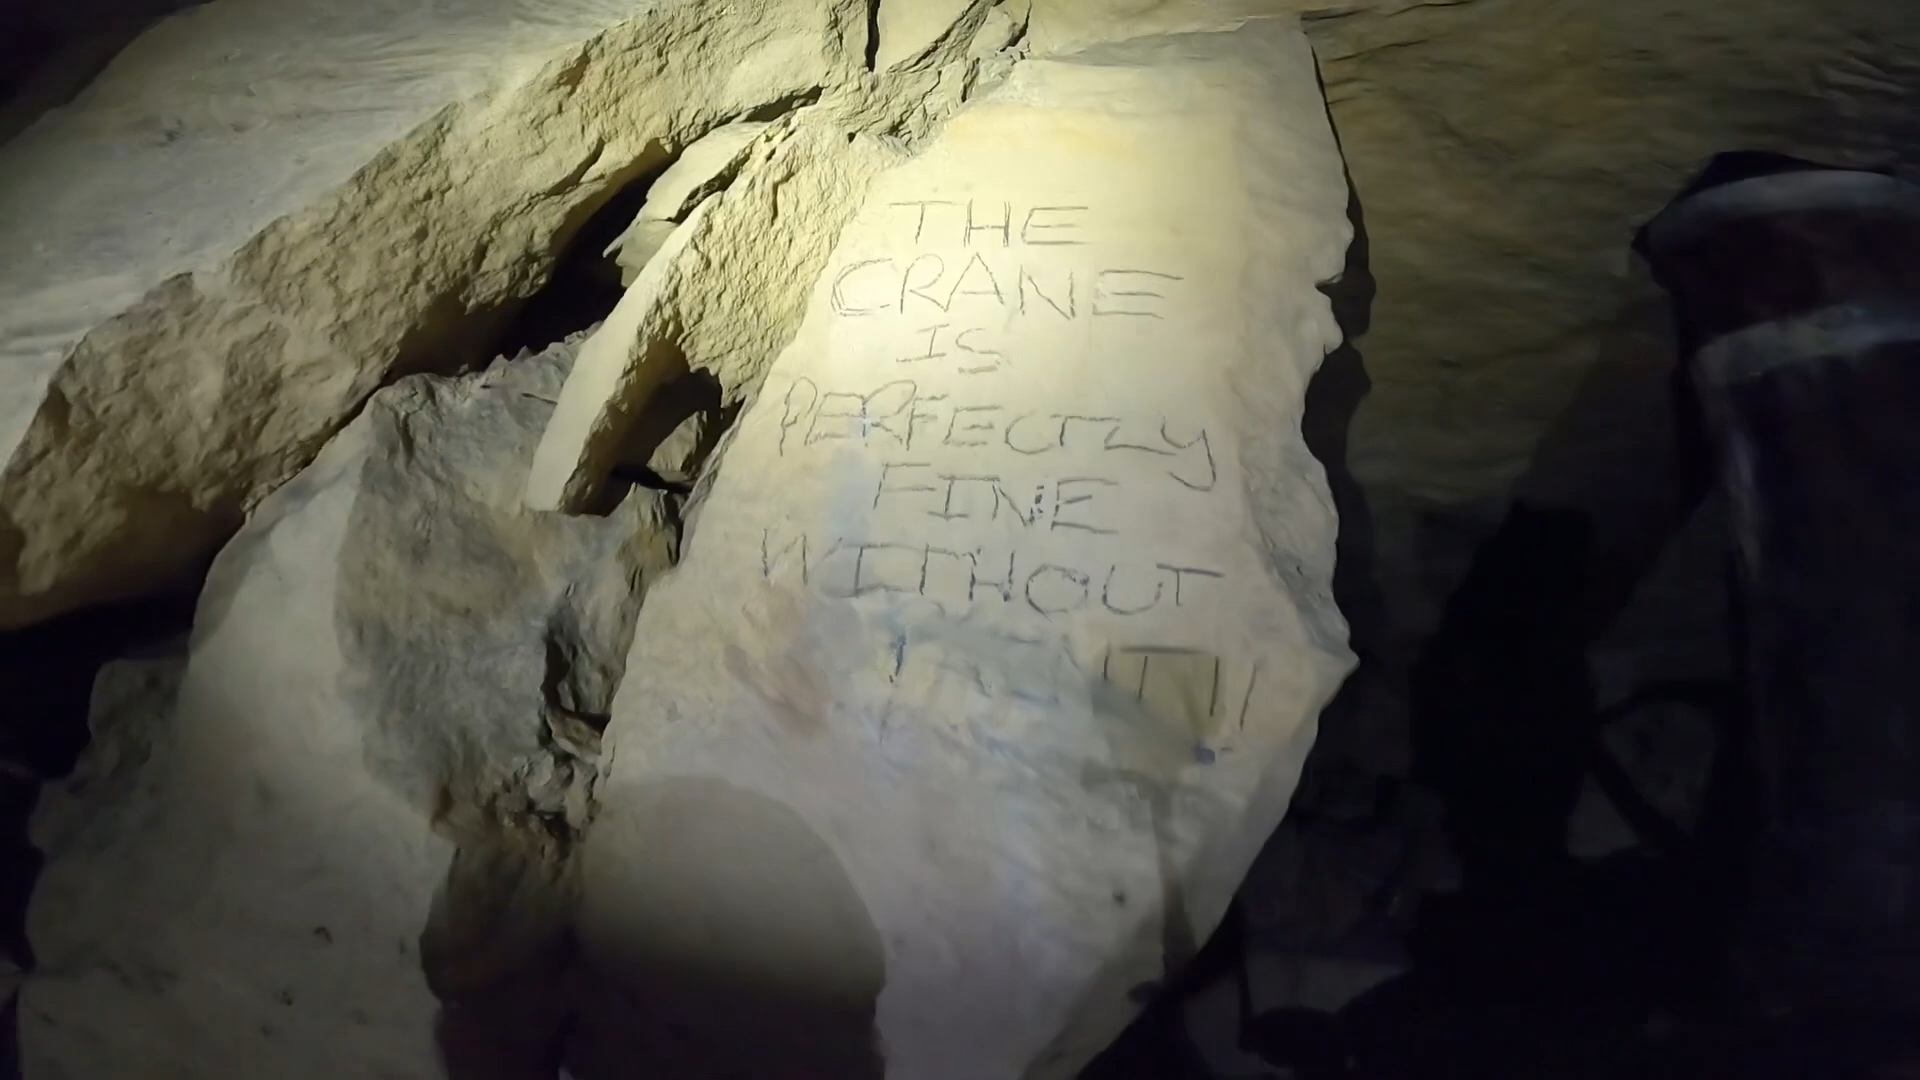 THE
CRANE
IS
PERFECTLY
FINE
WITHOUT